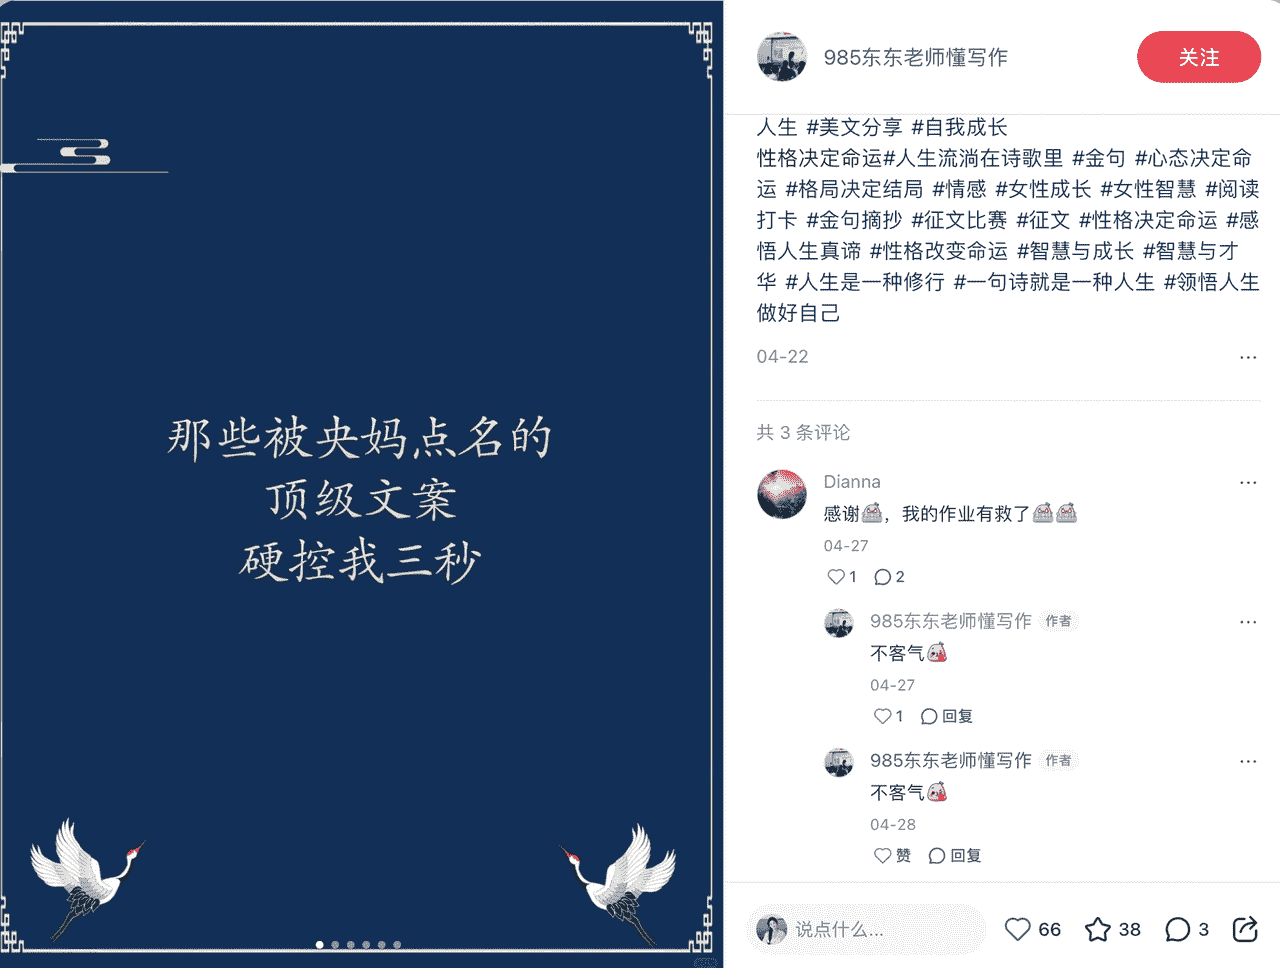 那些被央妈点名的
顶级文案
硬控我三秒
985东东老师懂写作
关注
人生 #美文分享 #自我成长
性格决定命运#人生流淌在诗歌里 #金句 #心态决定命
运 #格局决定结局 #情感 #女性成长 #女性智慧 #阅读
打卡 #金句摘抄 #征文比赛 #征文 #性格决定命运 #感
悟人生真谛 #性格改变命运 #智慧与成长 #智慧与才
华 #人生是一种修行 #一句诗就是一种人生 #领悟人生
做好自己
04-22
共 3 条评论
Dianna
感谢，我的作业有救了
04-27
1 2
985东东老师懂写作 作者
不客气
04-27
1 回复
985东东老师懂写作 作者
不客气
04-28
赞 回复
说点什么... 66 38 3